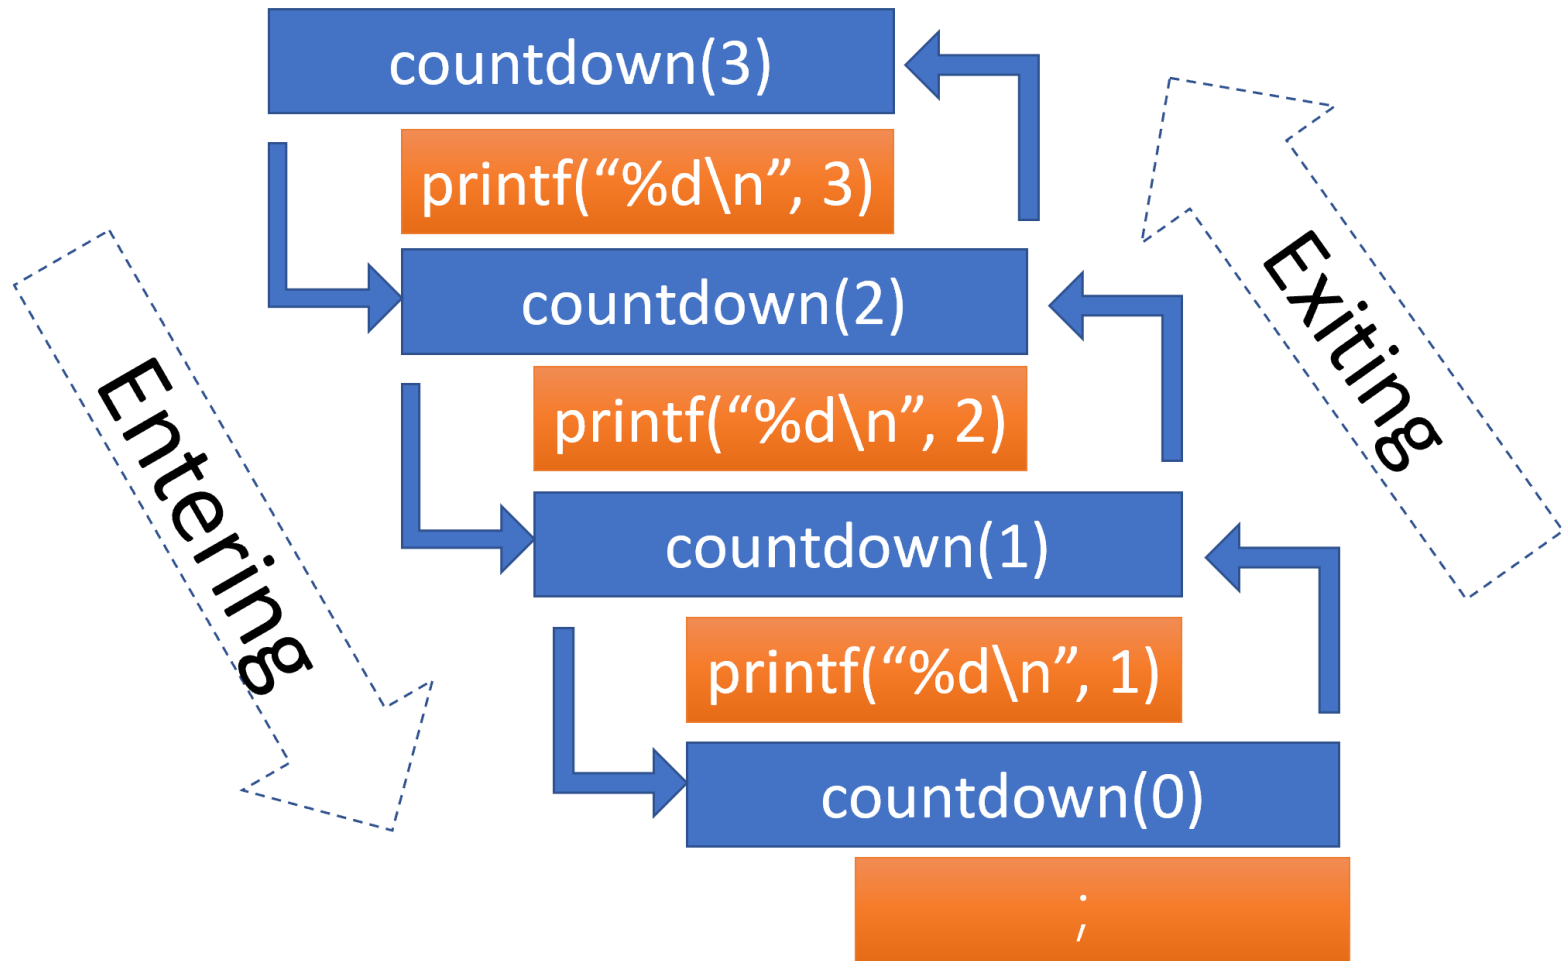 countdown(3)
printf(“%d\n”, 3)
countdown(2)
printf(“%d\n”, 2)
countdown(1)
printf(“%d\n”, 1)
countdown(0)
;
Entering
Exiting